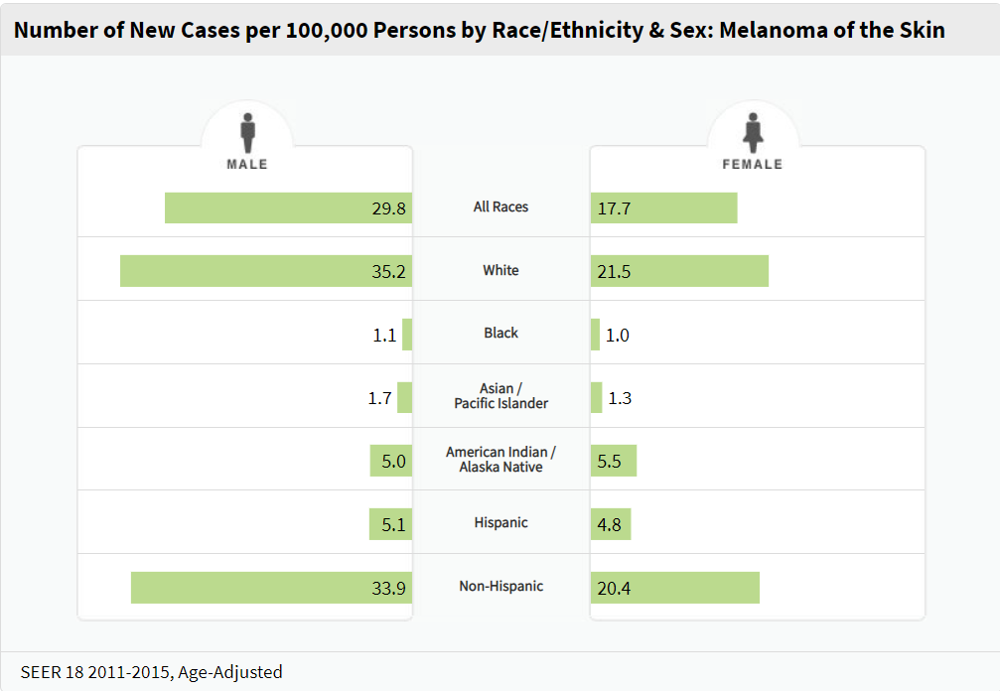 Number of New Cases per 100,000 Persons by Race/Ethnicity & Sex: Melanoma of the Skin
MALE
FEMALE
29.8 All Races 17.7
35.2 White 21.5
1.1 Black 1.0
1.7 Asian / 1.3
Pacific Islander
5.0 American Indian / 5.5
Alaska Native
5.1 Hispanic 4.8
33.9 Non-Hispanic 20.4
SEER 18 2011-2015, Age-Adjusted